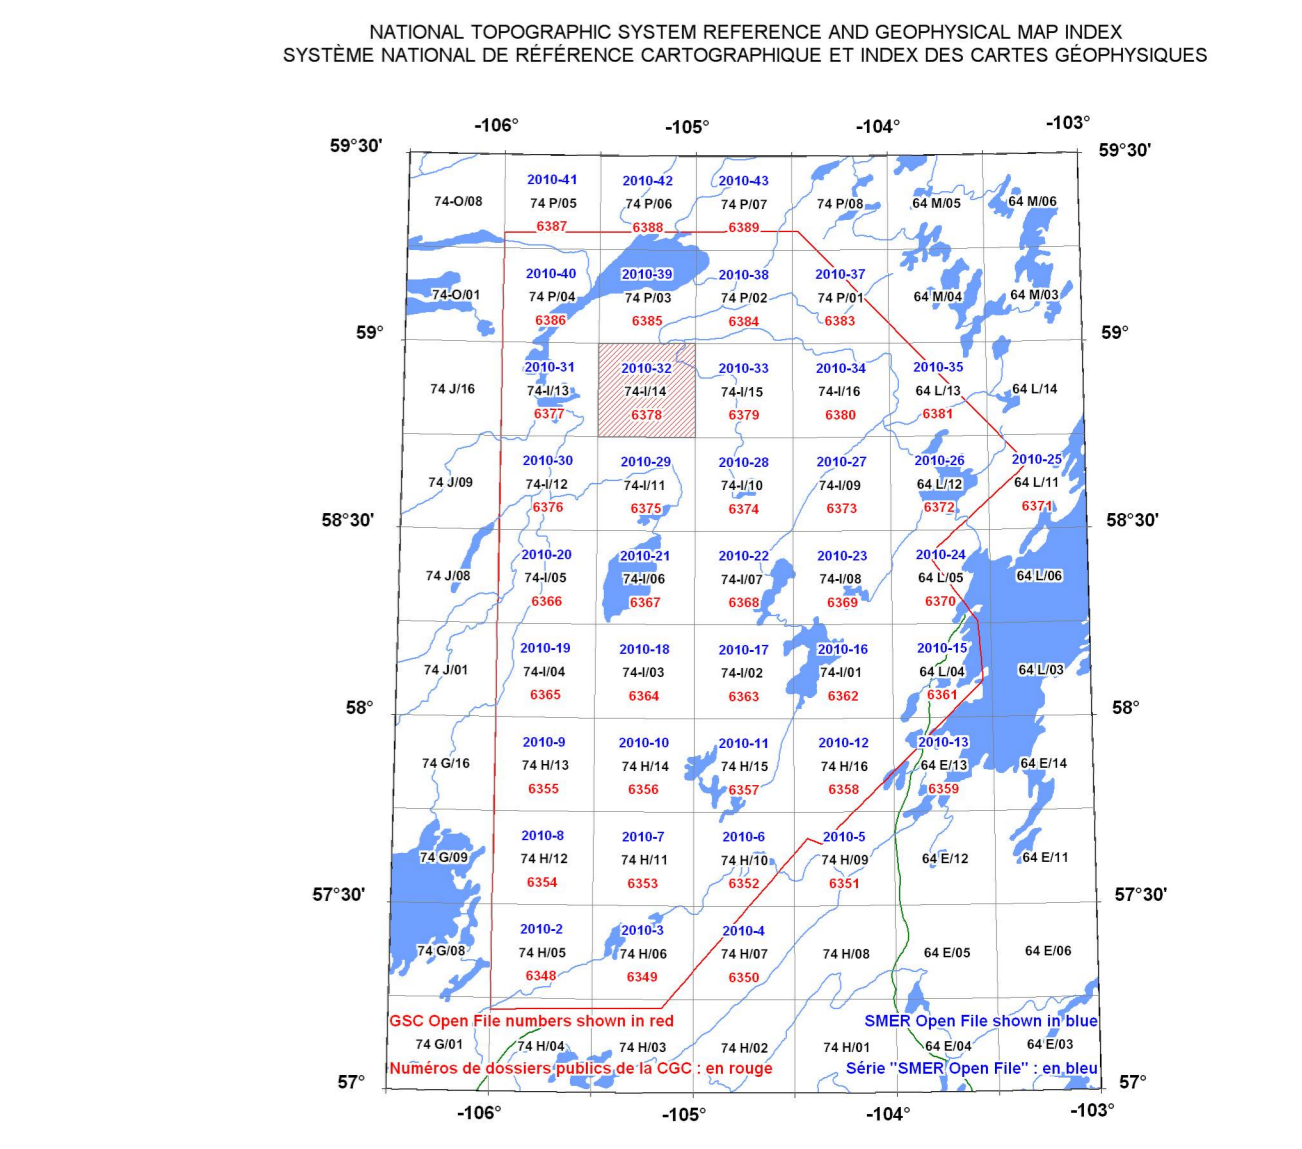 NATIONAL TOPOGRAPHIC SYSTEM REFERENCE AND GEOPHYSICAL MAP INDEX
SYSTÈME NATIONAL DE RÉFÉRENCE CARTOGRAPHIQUE ET INDEX DES CARTES GÉOPHYSIQUES
-106° -105° -104° -103°
59°30' 59°30'
2010-41 2010-42 2010-43
74-O/08 74 P/05 74 P/06 74 P/07 74 P/08 64 M/05 64 M/06
6387 6388 6389
2010-40 2010-39 2010-38 2010-37
74-O/01 74 P/04 74 P/03 74 P/02 74 P/01 64 M/04 64 M/03
6386 6385 6384 6383
59° 59°
2010-31 2010-32 2010-33 2010-34 2010-35
74 J/16 74-I/13 74-I/14 74-I/15 74-I/16 64 L/13 64 L/14
6377 6378 6379 6380 6381
2010-30 2010-29 2010-28 2010-27 2010-26 2010-25
74 J/09 74-I/12 74-I/11 74-I/10 74-I/09 64 L/12 64 L/11
6376 6375 6374 6373 6372 6371
58°30' 58°30'
2010-20 2010-21 2010-22 2010-23 2010-24
74 J/08 74-I/05 74-I/06 74-I/07 74-I/08 64 L/05 64 L/06
6366 6367 6368 6369 6370
2010-19 2010-18 2010-17 2010-16 2010-15
74 J/01 74-I/04 74-I/03 74-I/02 74-I/01 64 L/04 64 L/03
6365 6364 6363 6362 6361
58° 58°
2010-9 2010-10 2010-11 2010-12 2010-13
74 G/16 74 H/13 74 H/14 74 H/15 74 H/16 64 E/13 64 E/14
6355 6356 6357 6358 6359
2010-8 2010-7 2010-6 2010-5
74 G/09 74 H/12 74 H/11 74 H/10 74 H/09 64 E/12 64 E/11
6354 6353 6352 6351
57°30' 57°30'
2010-2 2010-3 2010-4
74 G/08 74 H/05 74 H/06 74 H/07 74 H/08 64 E/05 64 E/06
6348 6349 6350
GSC Open File numbers shown in red SMER Open File shown in blue
74 G/01 74 H/04 74 H/03 74 H/02 74 H/01 64 E/04 64 E/03
Numéros de dossiers publics de la CGC : en rouge Série "SMER Open File" : en bleu
57° 57°
-106° -105° -104° -103°